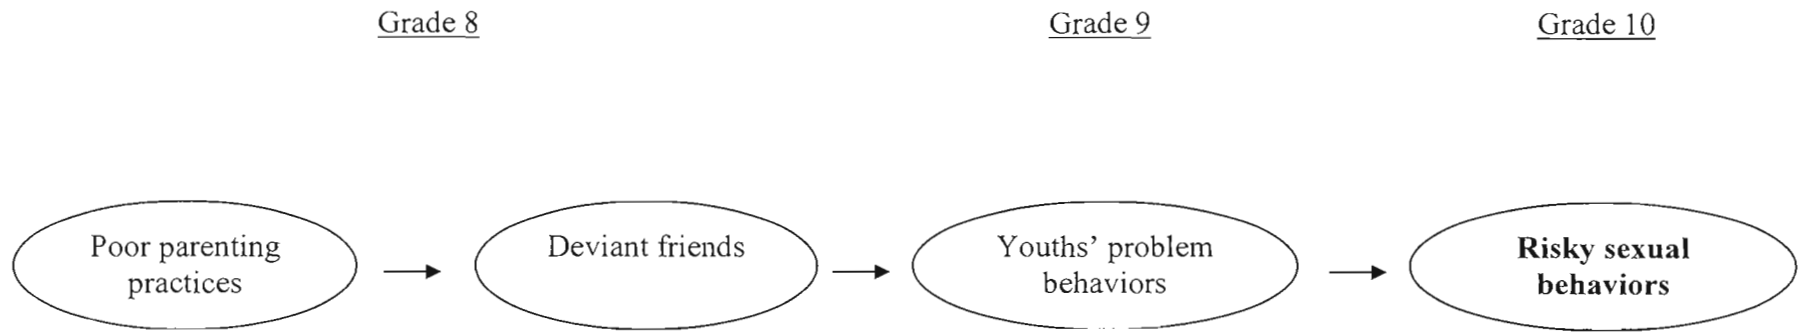 Grade 8
Grade 9
Grade 10
Poor parenting
practices
Deviant friends
Youths' problem
behaviors
Risky sexual
behaviors